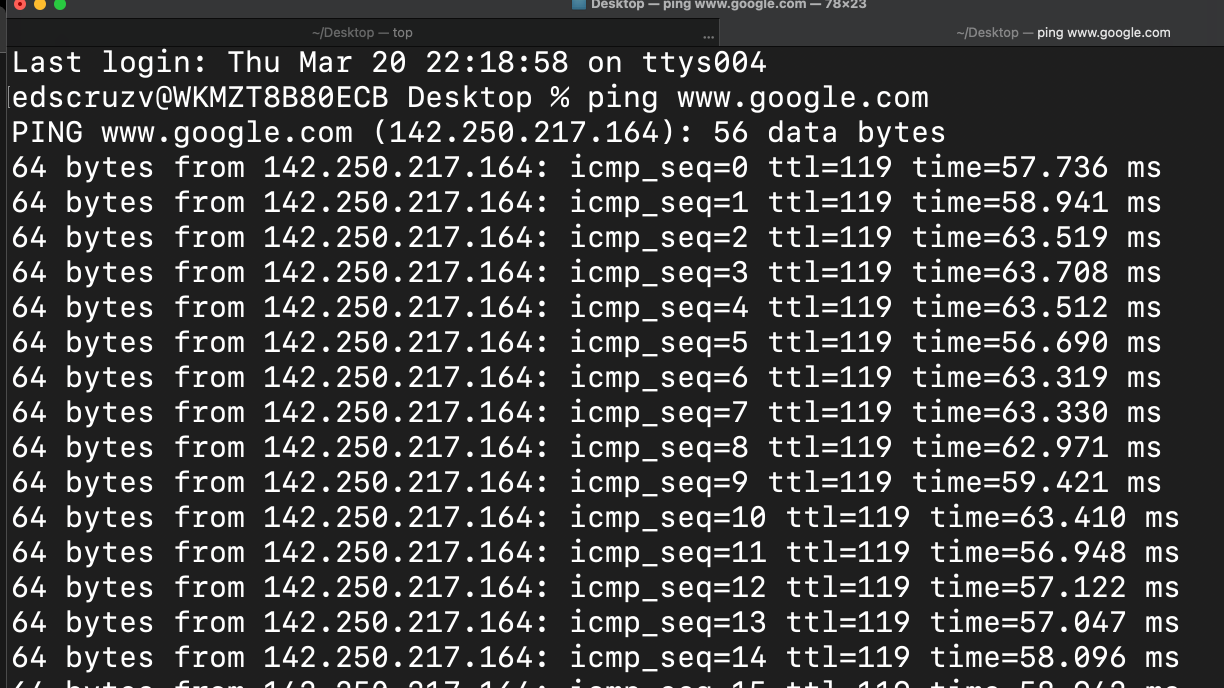 Desktop — ping www.google.com — 78×23
~/Desktop — top
...
~/Desktop — ping www.google.com
Last login: Thu Mar 20 22:18:58 on ttys004
[edscruzv@WKMZT8B80ECB Desktop % ping www.google.com
PING www.google.com (142.250.217.164): 56 data bytes
64 bytes from 142.250.217.164: icmp_seq=0 ttl=119 time=57.736 ms
64 bytes from 142.250.217.164: icmp_seq=1 ttl=119 time=58.941 ms
64 bytes from 142.250.217.164: icmp_seq=2 ttl=119 time=63.519 ms
64 bytes from 142.250.217.164: icmp_seq=3 ttl=119 time=63.708 ms
64 bytes from 142.250.217.164: icmp_seq=4 ttl=119 time=63.512 ms
64 bytes from 142.250.217.164: icmp_seq=5 ttl=119 time=56.690 ms
64 bytes from 142.250.217.164: icmp_seq=6 ttl=119 time=63.319 ms
64 bytes from 142.250.217.164: icmp_seq=7 ttl=119 time=63.330 ms
64 bytes from 142.250.217.164: icmp_seq=8 ttl=119 time=62.971 ms
64 bytes from 142.250.217.164: icmp_seq=9 ttl=119 time=59.421 ms
64 bytes from 142.250.217.164: icmp_seq=10 ttl=119 time=63.410 ms
64 bytes from 142.250.217.164: icmp_seq=11 ttl=119 time=56.948 ms
64 bytes from 142.250.217.164: icmp_seq=12 ttl=119 time=57.122 ms
64 bytes from 142.250.217.164: icmp_seq=13 ttl=119 time=57.047 ms
64 bytes from 142.250.217.164: icmp_seq=14 ttl=119 time=58.096 ms
64 bytes from 142.250.217.164: icmp_seq=15 ttl=119